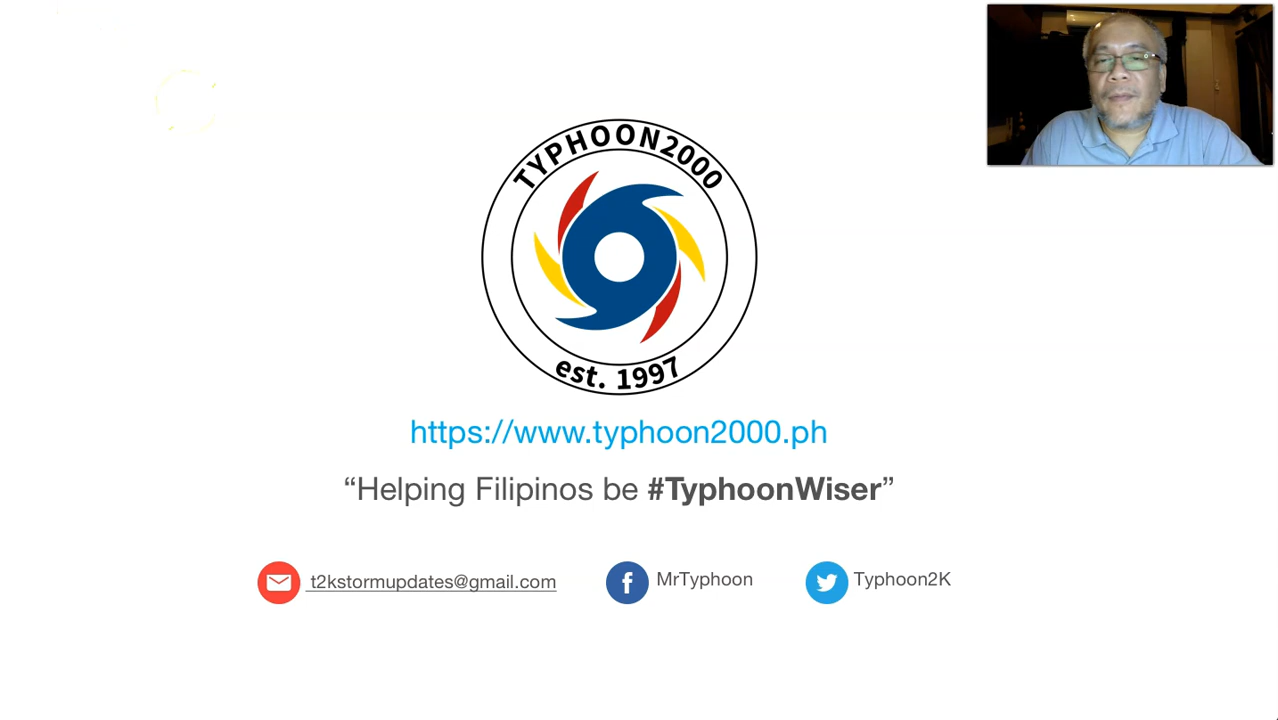 TYPHOON2000
est. 1997
https://www.typhoon2000.ph
“Helping Filipinos be #TyphoonWiser”
t2kstormupdates@gmail.com
MrTyphoon
Typhoon2K